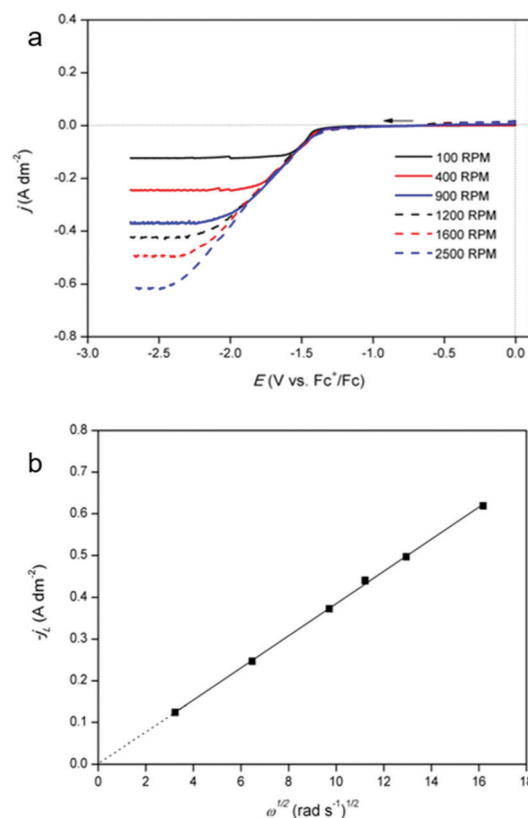 a
0.4
0.2
0.0
-0.2
-0.4
-0.6
-0.8
j (A dm-2)
100 RPM
400 RPM
900 RPM
1200 RPM
1600 RPM
2500 RPM
-3.0 -2.5 -2.0 -1.5 -1.0 -0.5 0.0
E (V vs. Fc+/Fc)
b
0.8
0.7
0.6
0.5
0.4
0.3
0.2
0.1
0.0
-jL (A dm-2)
0 2 4 6 8 10 12 14 16 18
ω1/2 (rad s-1)1/2